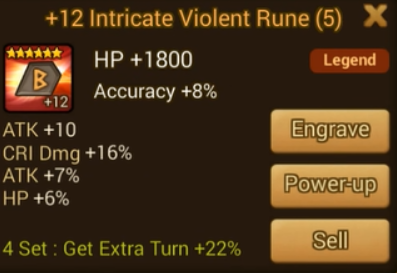 +12 Intricate Violent Rune (5)
HP +1800
Legend
Accuracy +8%
+12
ATK +10
CRI Dmg +16%
ATK +7%
HP +6%
Engrave
Power-up
Sell
4 Set : Get Extra Turn +22%